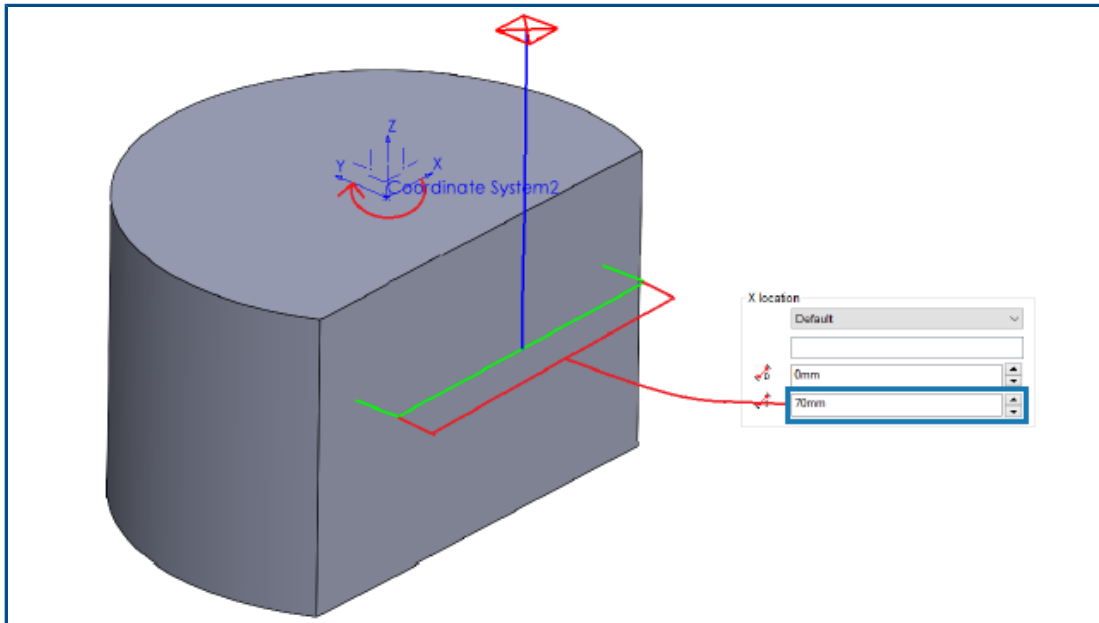 Z
Y
X
Coordinate System2
X location
Default
0mm
70mm